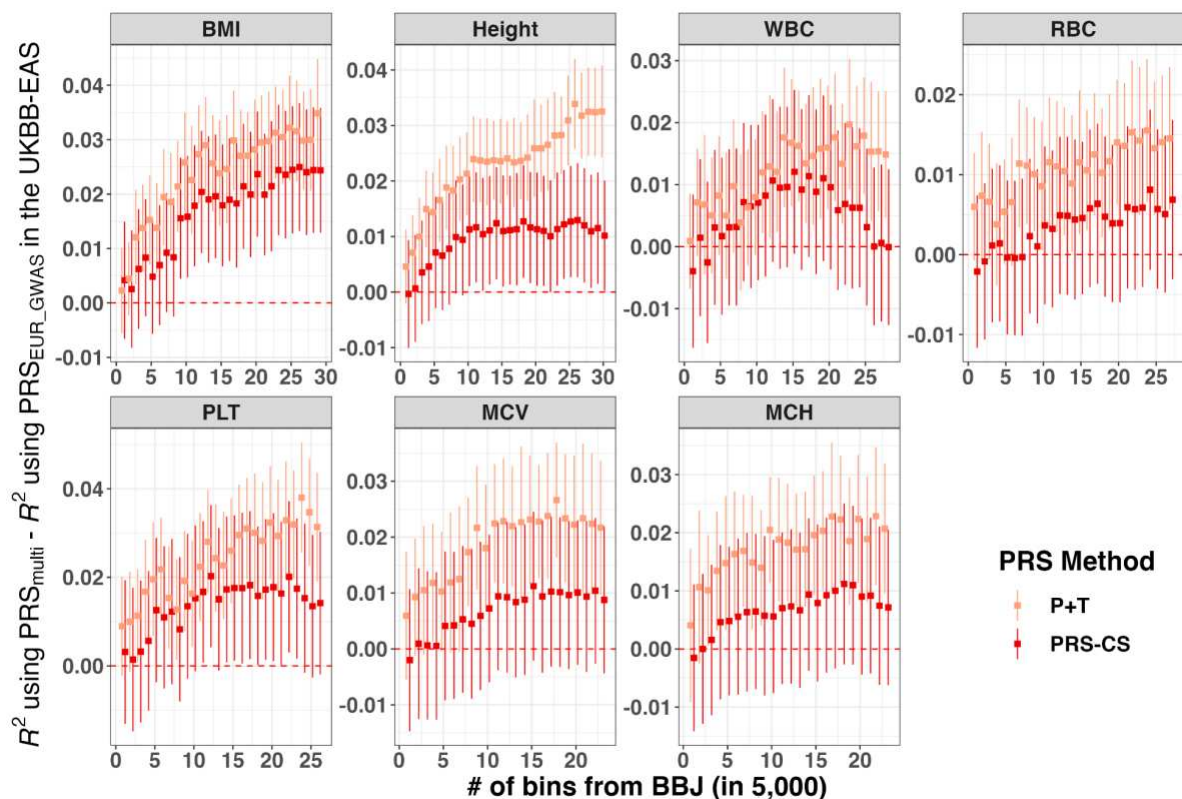 R² using PRSmulti - R² using PRSEUR_GWAS in the UKBB-EAS
BMI
Height
WBC
RBC
0.04
0.03
0.02
0.01
0.00
-0.01
0 5 10 15 20 25 30
0.04
0.03
0.02
0.01
0.00
-0.01
0 5 10 15 20 25 30
0.03
0.02
0.01
0.00
-0.01
0 5 10 15 20 25
0.02
0.01
0.00
-0.01
0 5 10 15 20 25
PLT
MCV
MCH
0.04
0.02
0.00
0 5 10 15 20 25
0.03
0.02
0.01
0.00
-0.01
0 5 10 15 20
0.03
0.02
0.01
0.00
-0.01
0 5 10 15 20
PRS Method
P+T
PRS-CS
# of bins from BBJ (in 5,000)